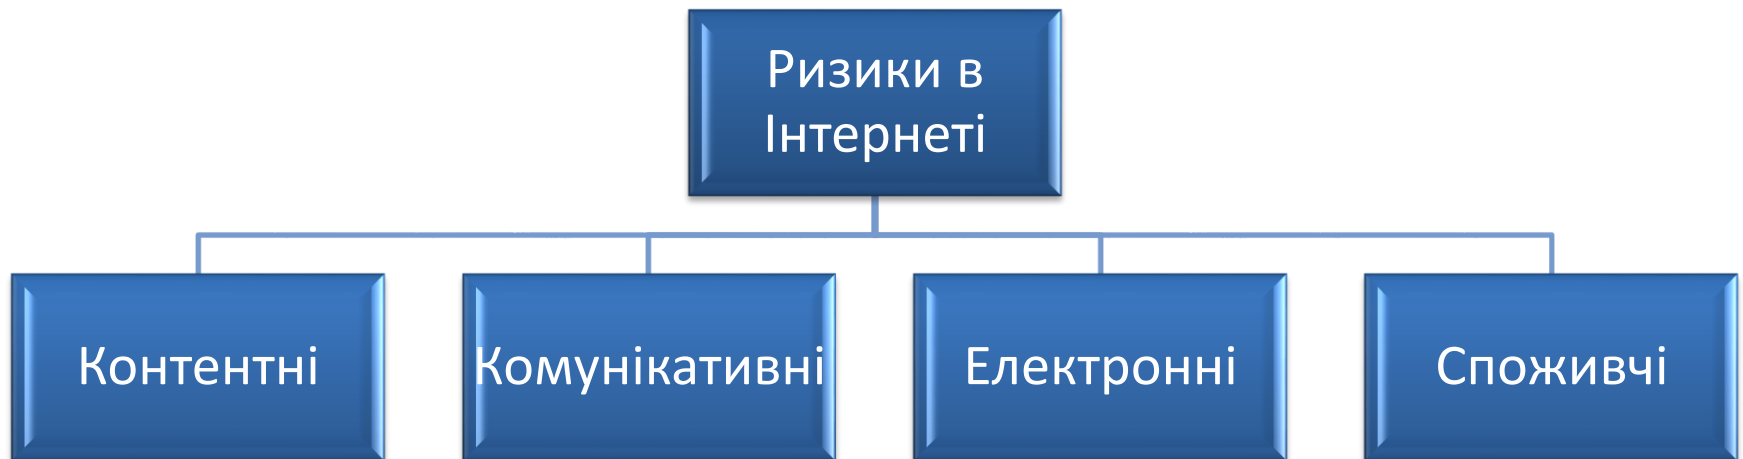 Ризики в
Інтернеті
Контентні
Комунікативні
Електронні
Споживчі